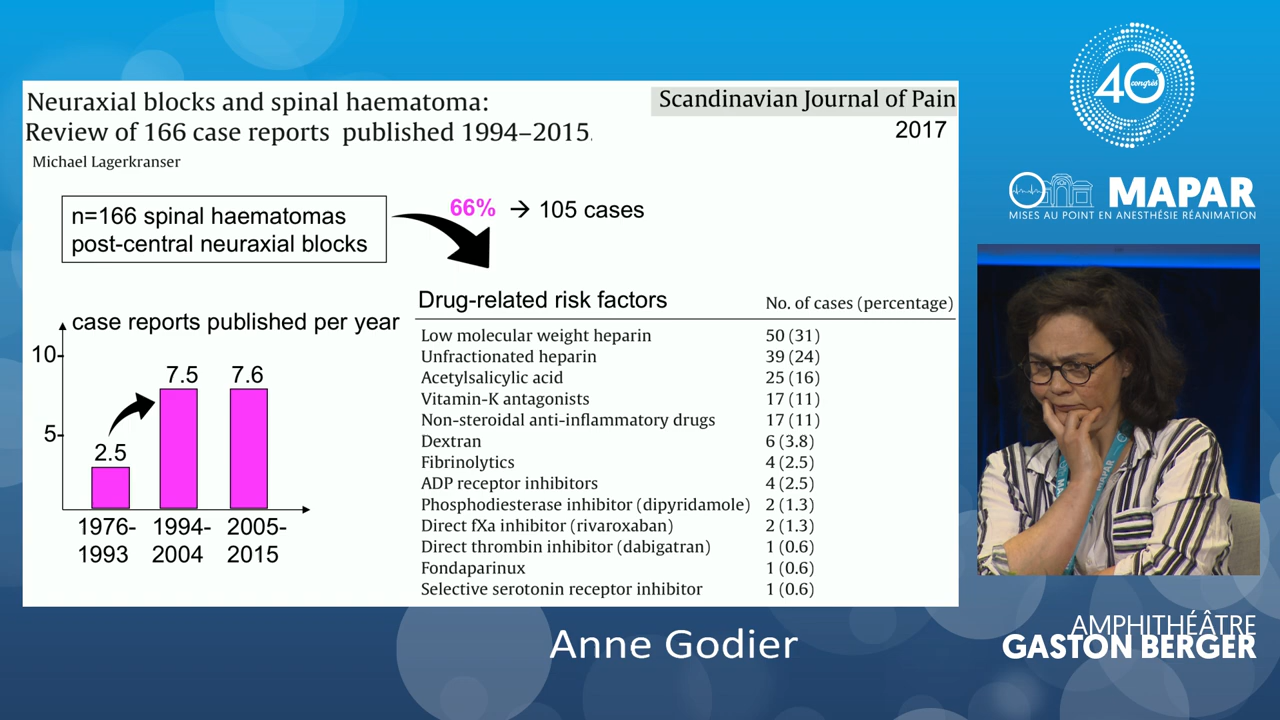 Neuraxial blocks and spinal haematoma:
Review of 166 case reports published 1994–2015.
Michael Lagerkranser
Scandinavian Journal of Pain
2017
n=166 spinal haematomas
post-central neuraxial blocks
66% → 105 cases
case reports published per year
10
5
2.5
7.5
7.6
1976-
1993
1994-
2004
2005-
2015
Drug-related risk factors No. of cases (percentage)
Low molecular weight heparin 50 (31)
Unfractionated heparin 39 (24)
Acetylsalicylic acid 25 (16)
Vitamin-K antagonists 17 (11)
Non-steroidal anti-inflammatory drugs 17 (11)
Dextran 6 (3.8)
Fibrinolytics 4 (2.5)
ADP receptor inhibitors 4 (2.5)
Phosphodiesterase inhibitor (dipyridamole) 2 (1.3)
Direct fXa inhibitor (rivaroxaban) 2 (1.3)
Direct thrombin inhibitor (dabigatran) 1 (0.6)
Fondaparinux 1 (0.6)
Selective serotonin receptor inhibitor 1 (0.6)
40e
congrès
MAPAR
MISES AU POINT EN ANESTHÉSIE RÉANIMATION
MAPAR
Anne Godier
AMPHITHÉÂTRE
GASTON BERGER